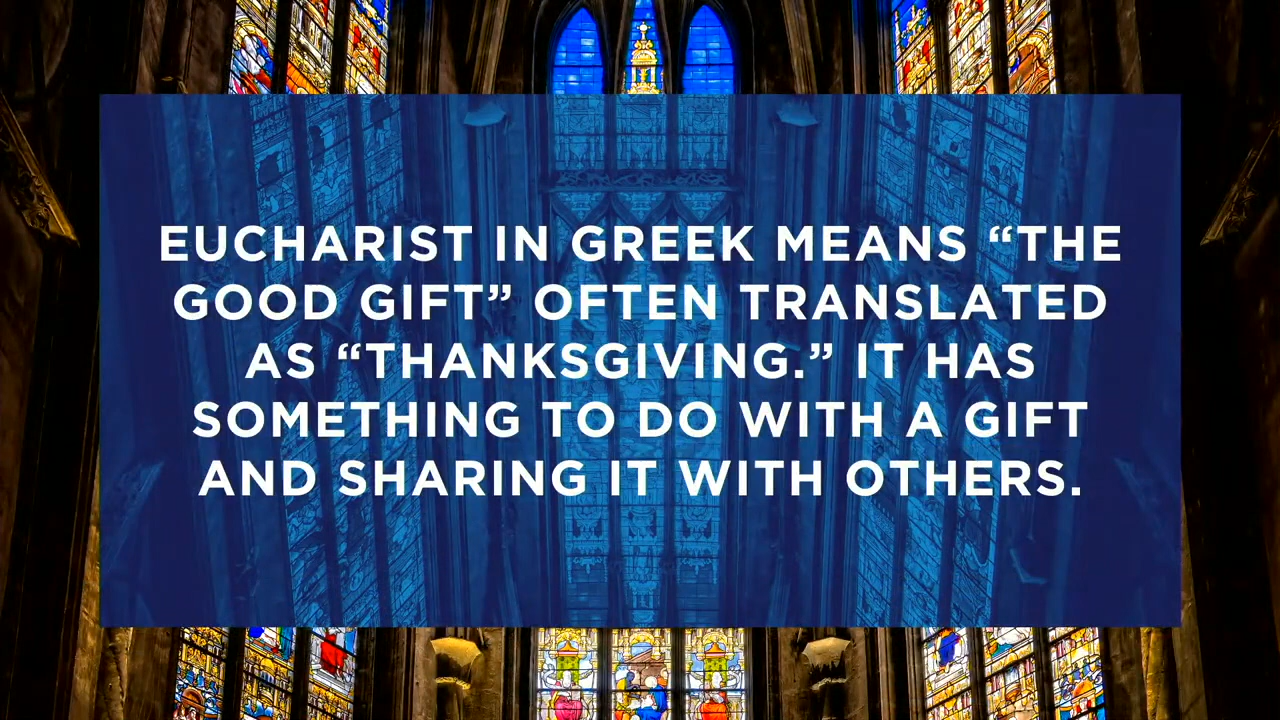 EUCHARIST IN GREEK MEANS “THE
GOOD GIFT” OFTEN TRANSLATED
AS “THANKSGIVING.” IT HAS
SOMETHING TO DO WITH A GIFT
AND SHARING IT WITH OTHERS.